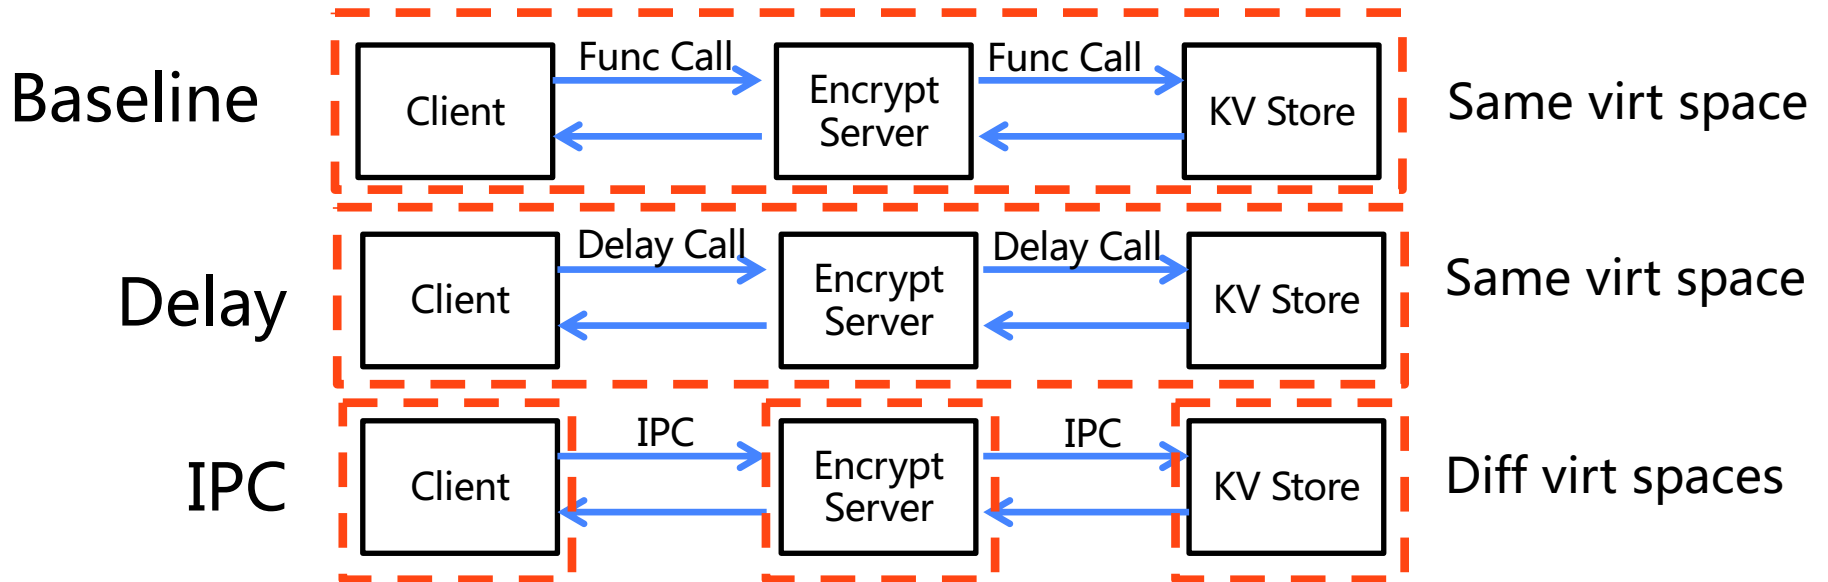 Baseline
Client
Func Call
Encrypt
Server
Func Call
KV Store
Same virt space
Delay
Client
Delay Call
Encrypt
Server
Delay Call
KV Store
Same virt space
IPC
Client
IPC
Encrypt
Server
IPC
KV Store
Diff virt spaces